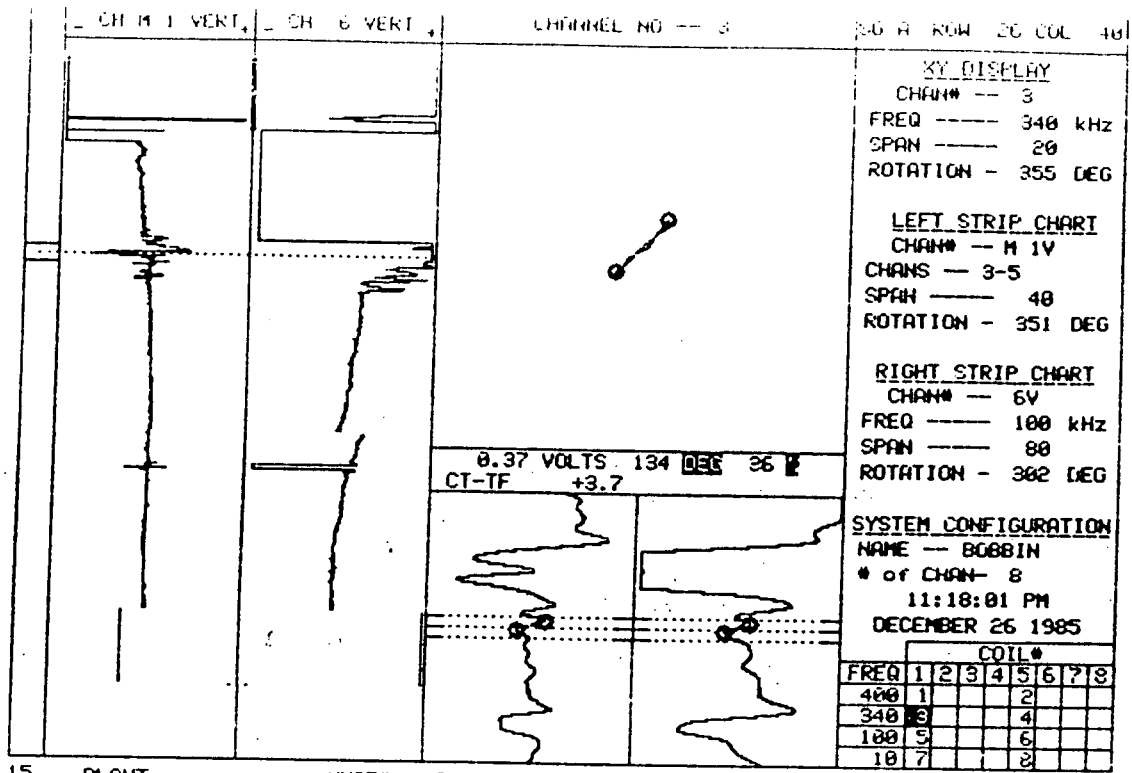 _ CH M 1 VERT + _ CH 6 VERT + CHANNEL NO -- 3 SG A ROW 26 COL 40
XY DISPLAY
CHAN# -- 3
FREQ ----- 340 kHz
SPAN ----- 20
ROTATION - 355 DEG
LEFT STRIP CHART
CHAN# -- M 1V
CHANS -- 3-5
SPAN ----- 40
ROTATION - 351 DEG
RIGHT STRIP CHART
CHAN# -- 6V
FREQ ----- 100 kHz
SPAN ----- 80
ROTATION - 302 DEG
0.37 VOLTS 134 DEG 36 %
CT-TF +3.7
SYSTEM CONFIGURATION
NAME -- BOBBIN
# of CHAN- 8
11:18:01 PM
DECEMBER 26 1985
COIL#
FREQ 1 2 3 4 5 6 7 8
400 1 2
340 3 4
100 5 6
10 7 8
15 PLANT